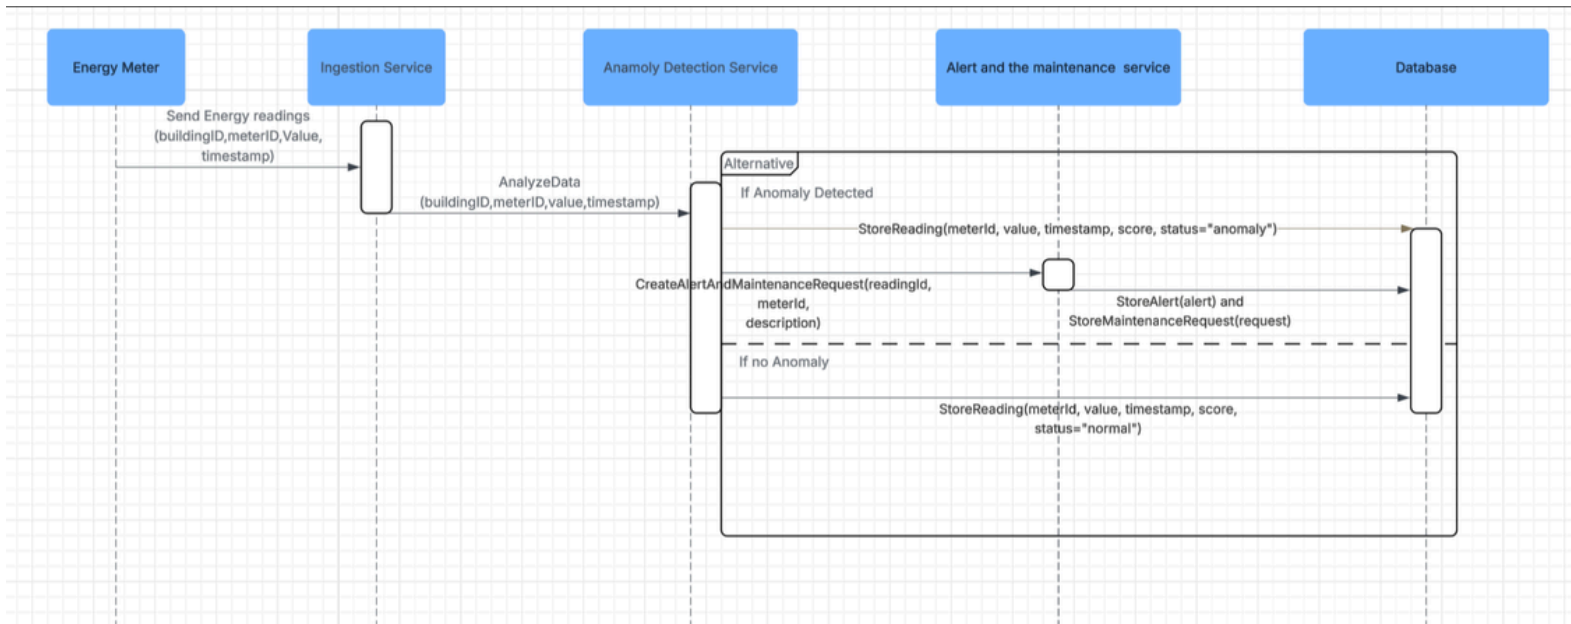 Energy Meter
Ingestion Service
Anamoly Detection Service
Alert and the maintenance service
Database
Send Energy readings
(buildingID,meterID,Value,
timestamp)
AnalyzeData
(buildingID,meterID,value,timestamp)
Alternative
If Anomaly Detected
StoreReading(meterId, value, timestamp, score, status="anomaly")
CreateAlertAndMaintenanceRequest(readingId,
meterId,
description)
StoreAlert(alert) and
StoreMaintenanceRequest(request)
If no Anomaly
StoreReading(meterId, value, timestamp, score,
status="normal")